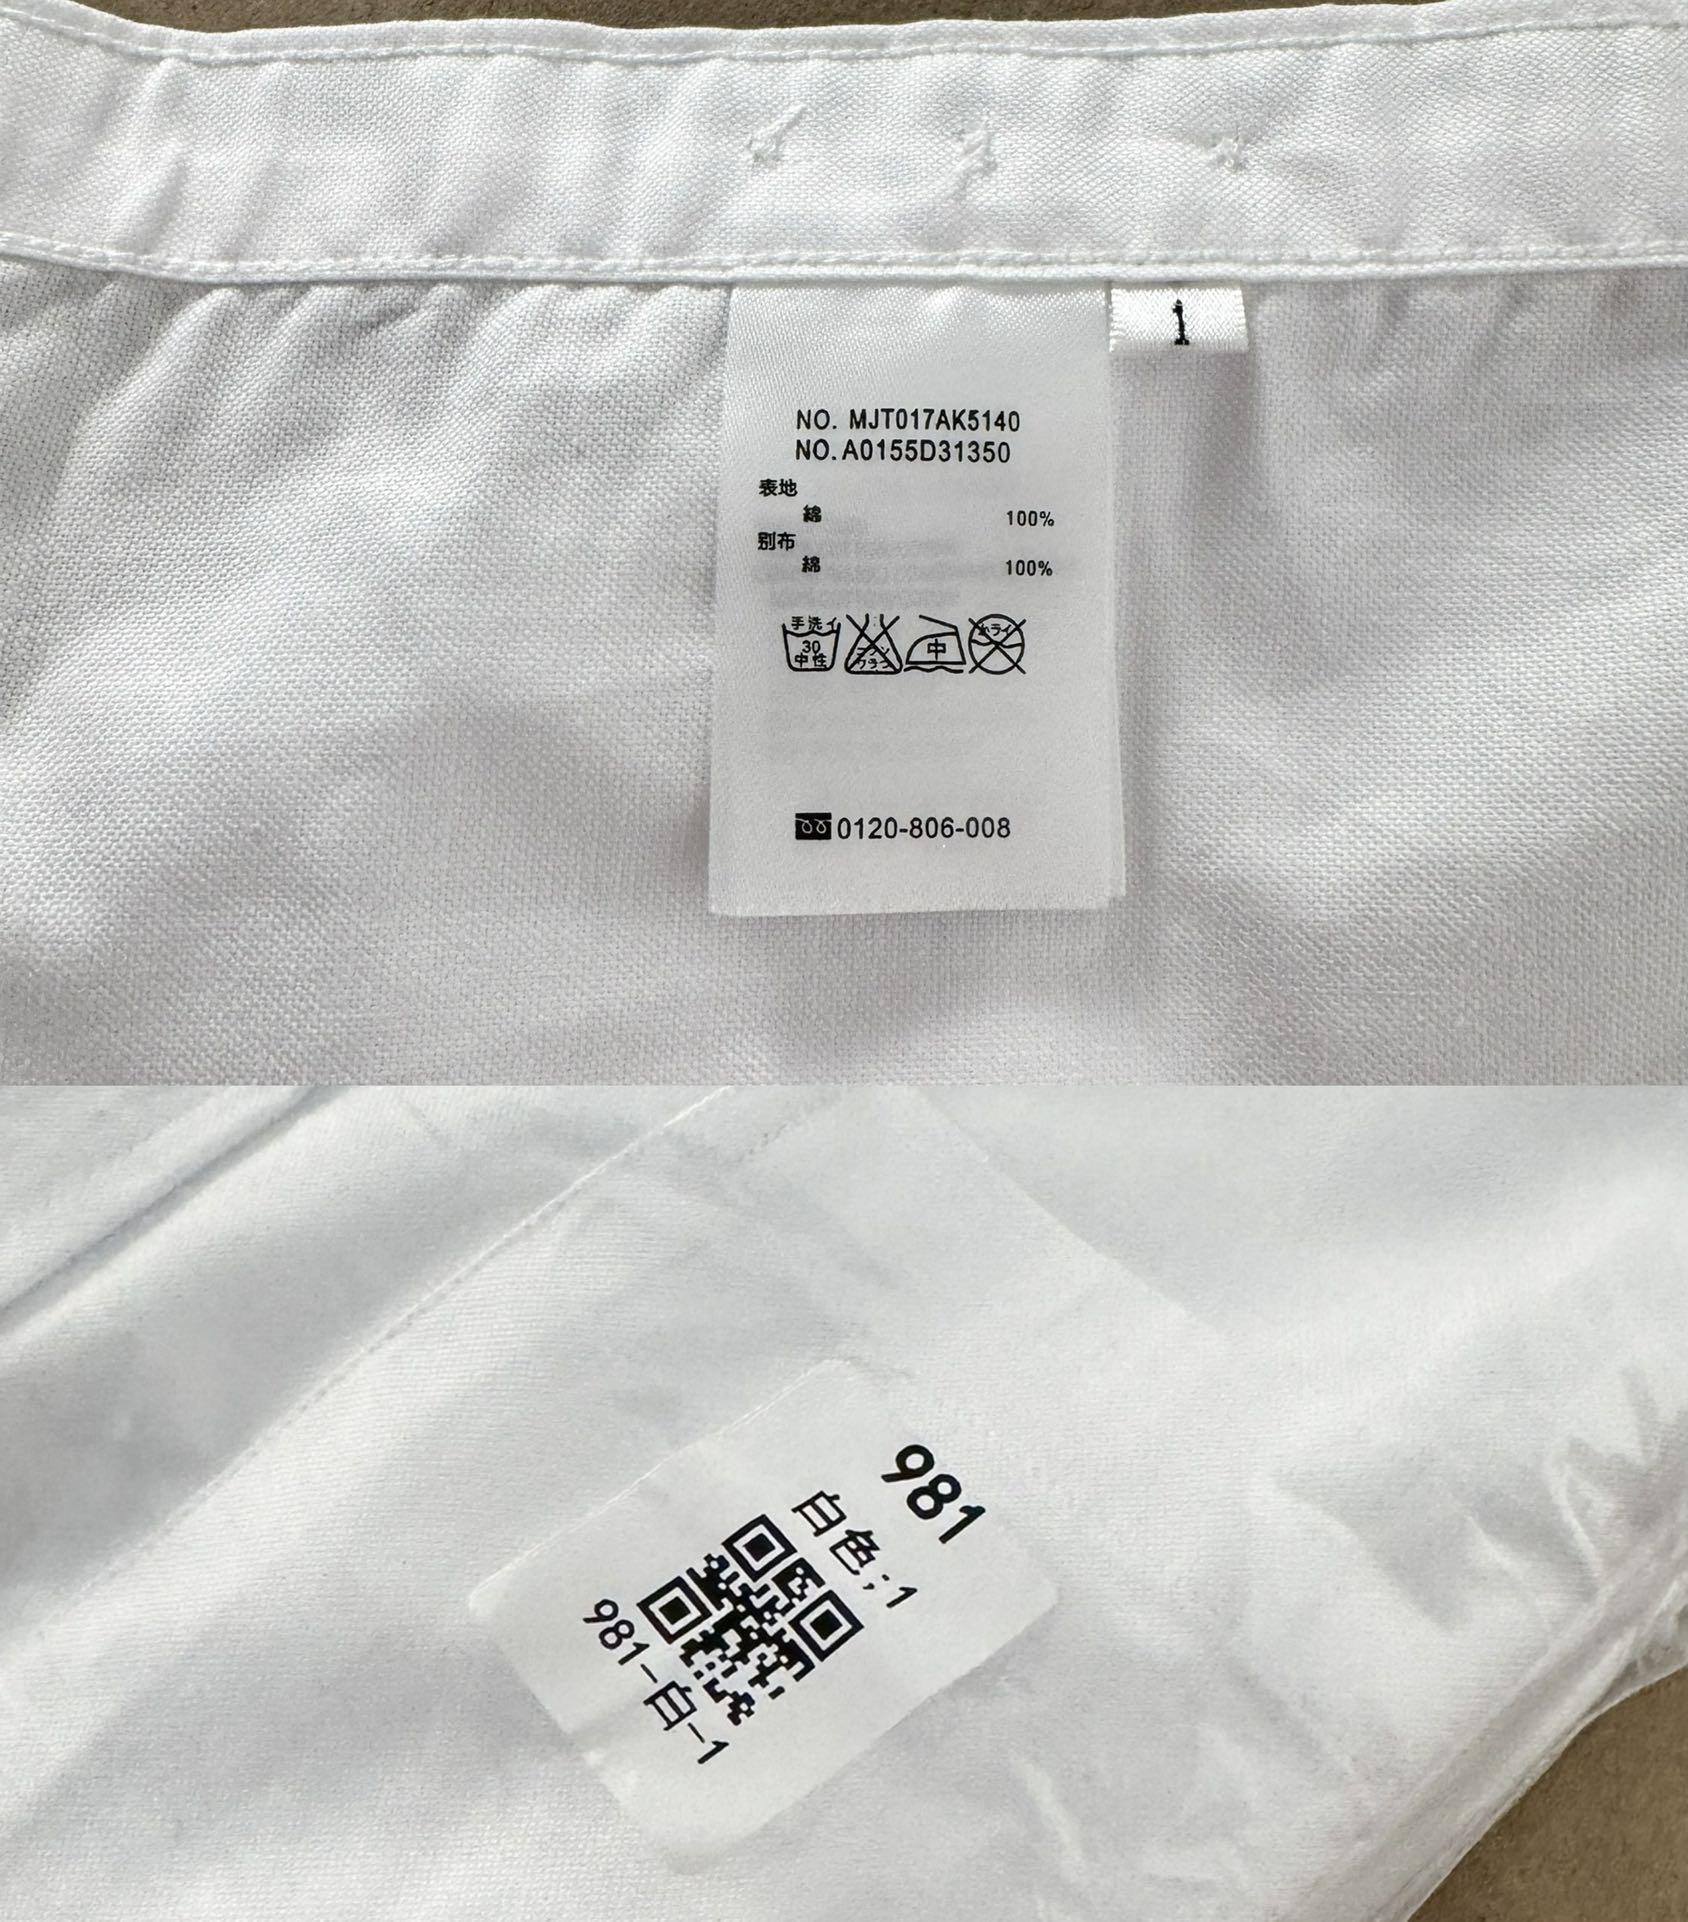 1
NO. MJT017AK5140
NO.A0155D31350
表地
綿 100%
別布
綿 100%
手洗イ
30
中性
中
0120-806-008
981
白色;1
981-白-1